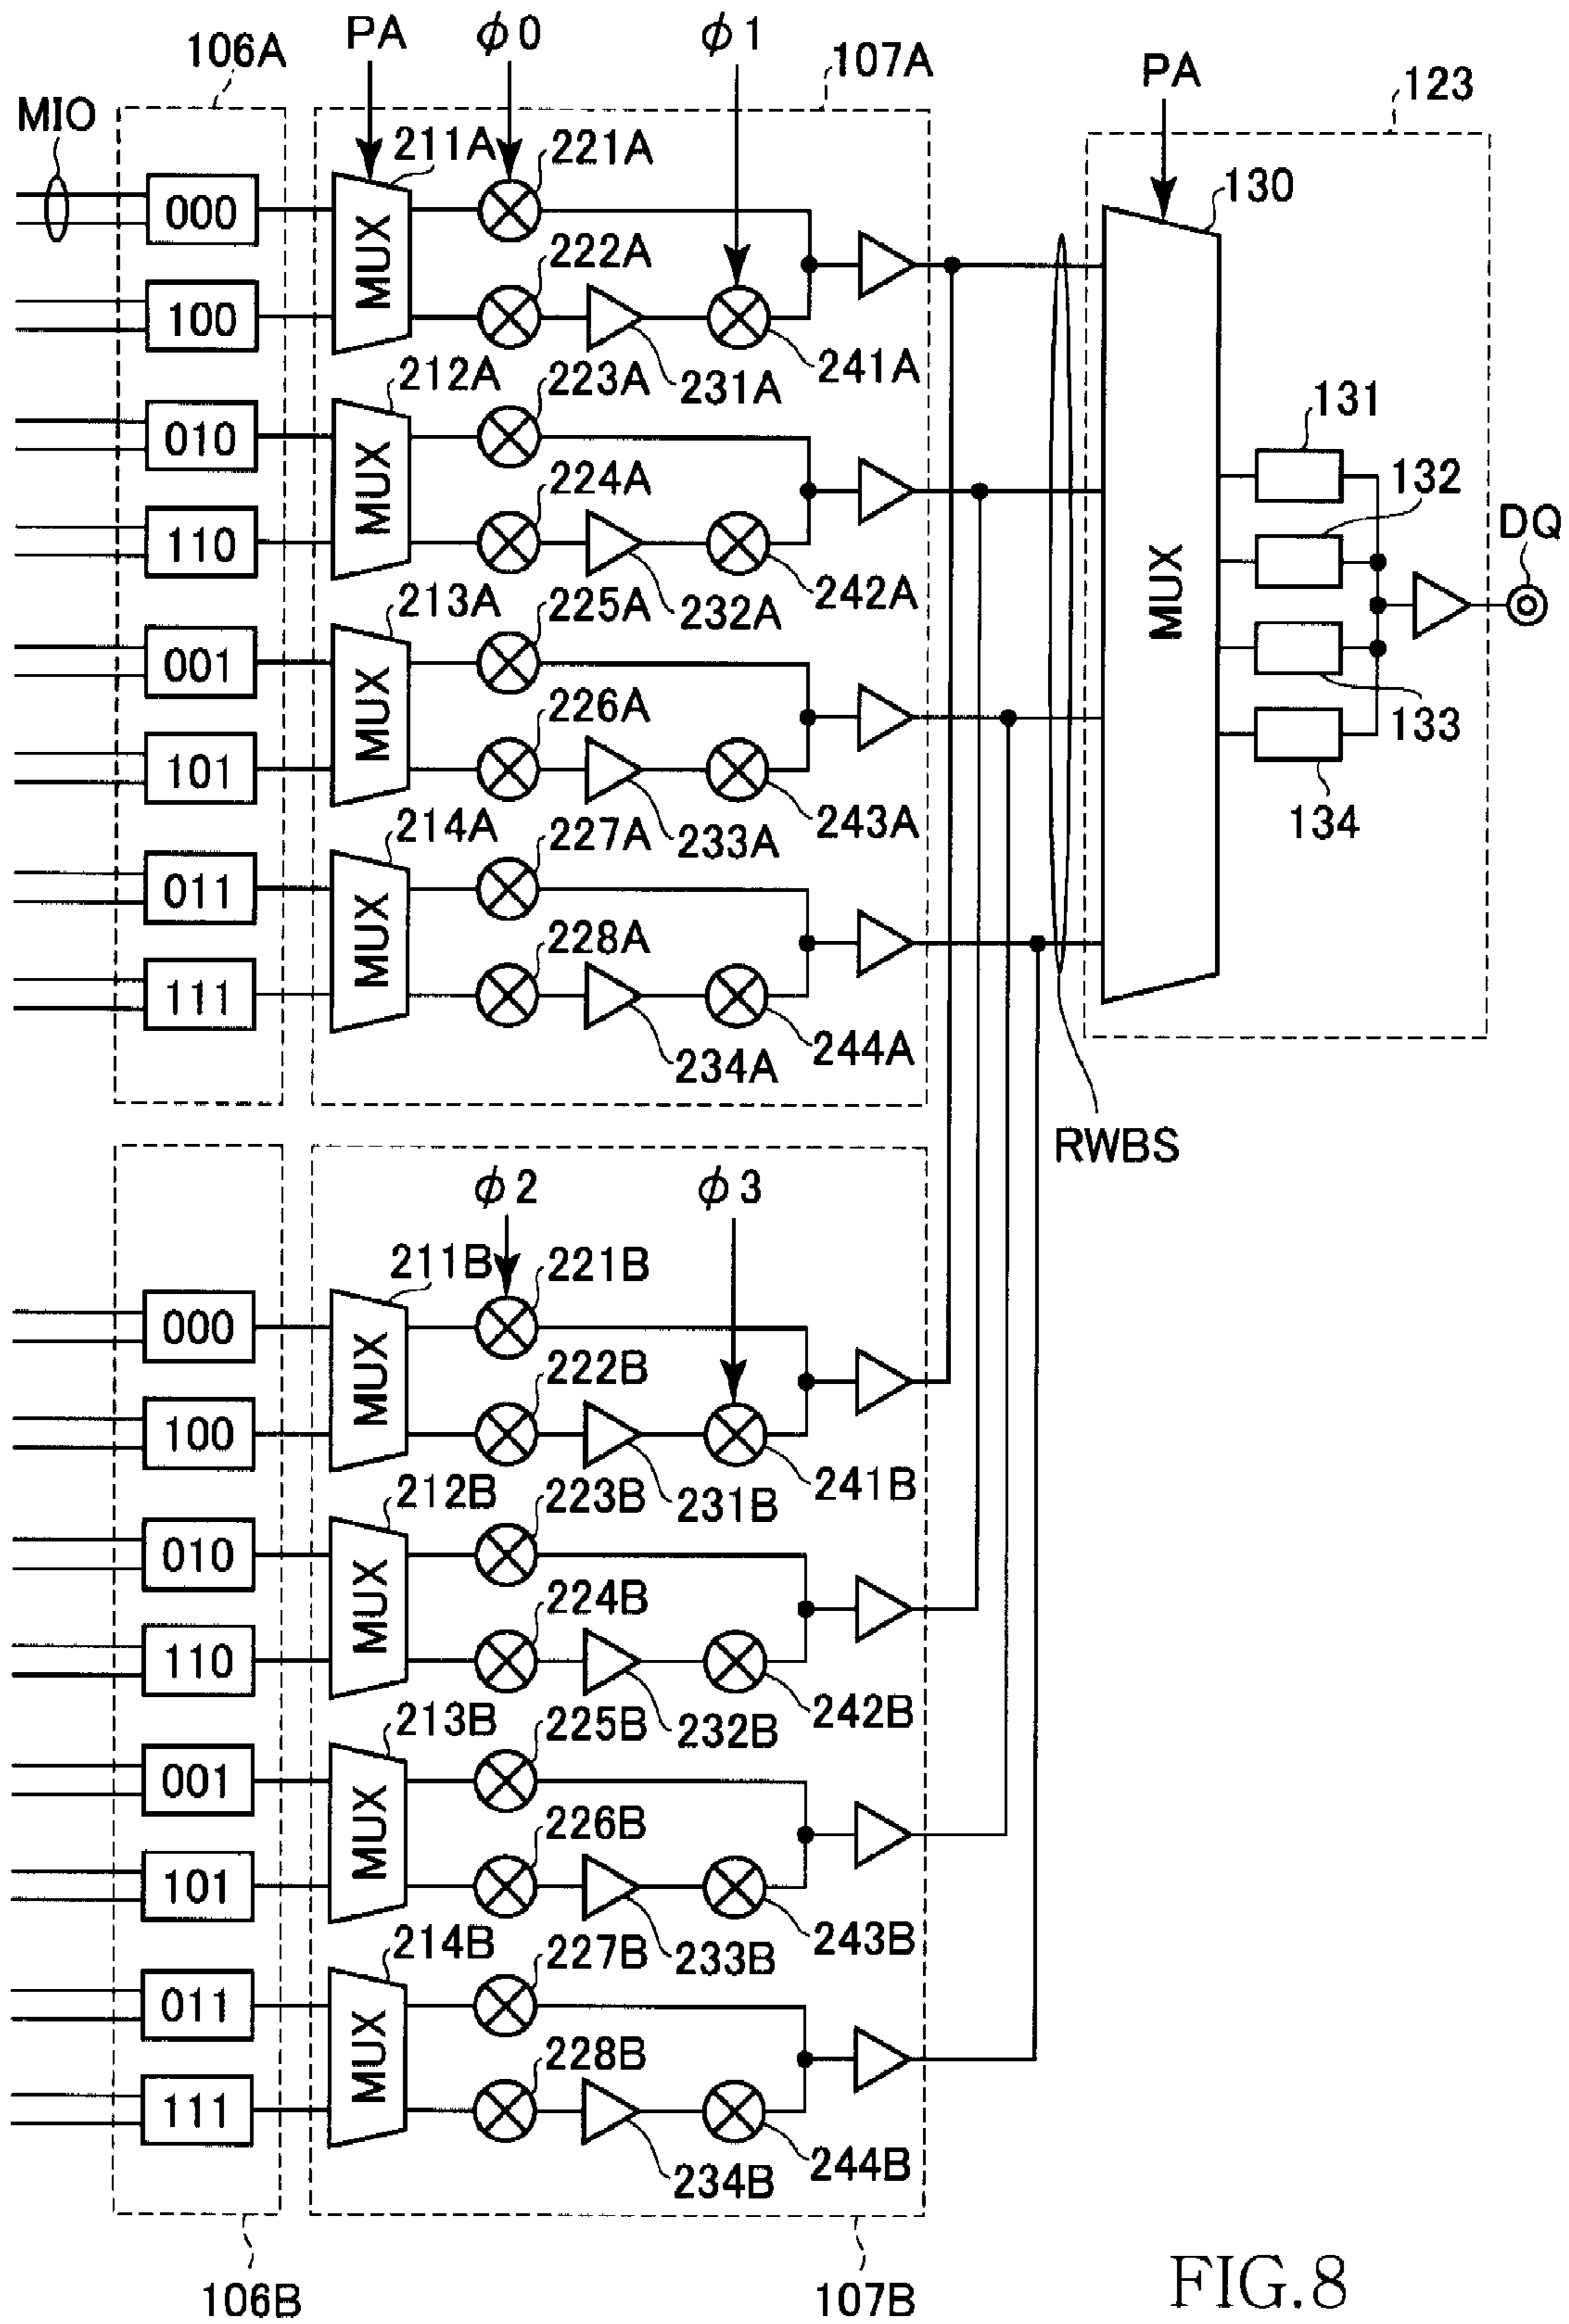 PA
φ0
φ1
106A
107A
PA
123
MIO
211A
221A
130
000
MUX
222A
100
231A
241A
212A
223A
010
MUX
224A
131
132
DQ
110
232A
242A
MUX
213A
225A
001
MUX
226A
133
101
233A
243A
134
214A
227A
011
MUX
228A
111
234A
244A
RWBS
φ2
φ3
211B
221B
000
MUX
222B
100
231B
241B
212B
223B
010
MUX
224B
110
232B
242B
213B
225B
001
MUX
226B
101
233B
243B
214B
227B
011
MUX
228B
111
234B
244B
106B
107B
FIG.8